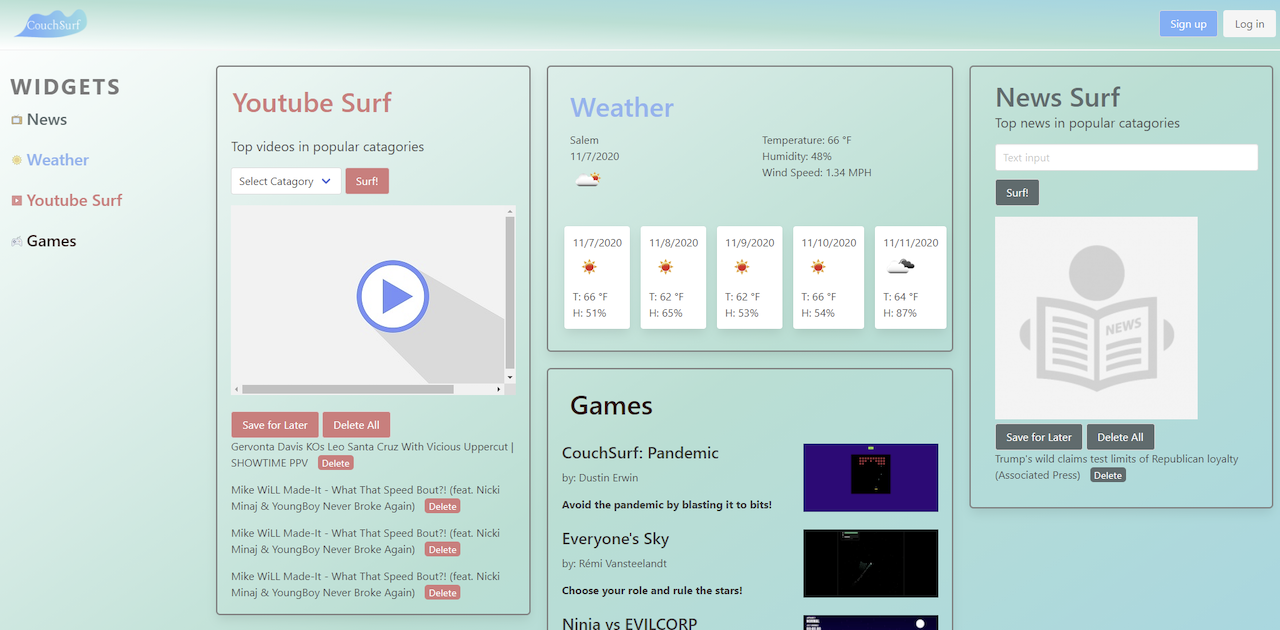 CouchSurf
Sign up
Log in
WIDGETS
News
Weather
Youtube Surf
Games
Youtube Surf
Top videos in popular catagories
Select Catagory
Surf!
Save for Later
Delete All
Gervonta Davis KOs Leo Santa Cruz With Vicious Uppercut |
SHOWTIME PPV Delete
Mike WiLL Made-It - What That Speed Bout?! (feat. Nicki
Minaj & YoungBoy Never Broke Again) Delete
Mike WiLL Made-It - What That Speed Bout?! (feat. Nicki
Minaj & YoungBoy Never Broke Again) Delete
Mike WiLL Made-It - What That Speed Bout?! (feat. Nicki
Minaj & YoungBoy Never Broke Again) Delete
Weather
Salem
11/7/2020
Temperature: 66 °F
Humidity: 48%
Wind Speed: 1.34 MPH
11/7/2020
T: 66 °F
H: 51%
11/8/2020
T: 62 °F
H: 65%
11/9/2020
T: 62 °F
H: 53%
11/10/2020
T: 66 °F
H: 54%
11/11/2020
T: 64 °F
H: 87%
Games
CouchSurf: Pandemic
by: Dustin Erwin
Avoid the pandemic by blasting it to bits!
Everyone's Sky
by: Rémi Vansteelandt
Choose your role and rule the stars!
Ninja vs EVILCORP
News Surf
Top news in popular catagories
Text input
Surf!
NEWS
Save for Later
Delete All
Trump's wild claims test limits of Republican loyalty
(Associated Press) Delete